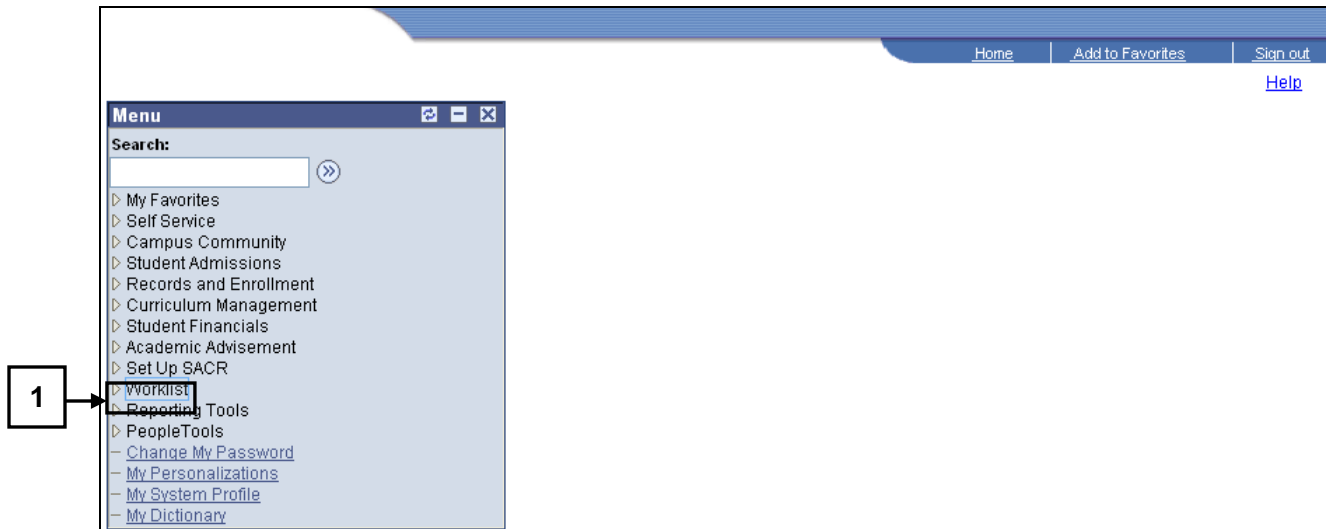 Home Add to Favorites Sign out
Help
Menu
Search:
My Favorites
Self Service
Campus Community
Student Admissions
Records and Enrollment
Curriculum Management
Student Financials
Academic Advisement
Set Up SACR
1 Worklist
Reporting Tools
PeopleTools
Change My Password
My Personalizations
My System Profile
My Dictionary